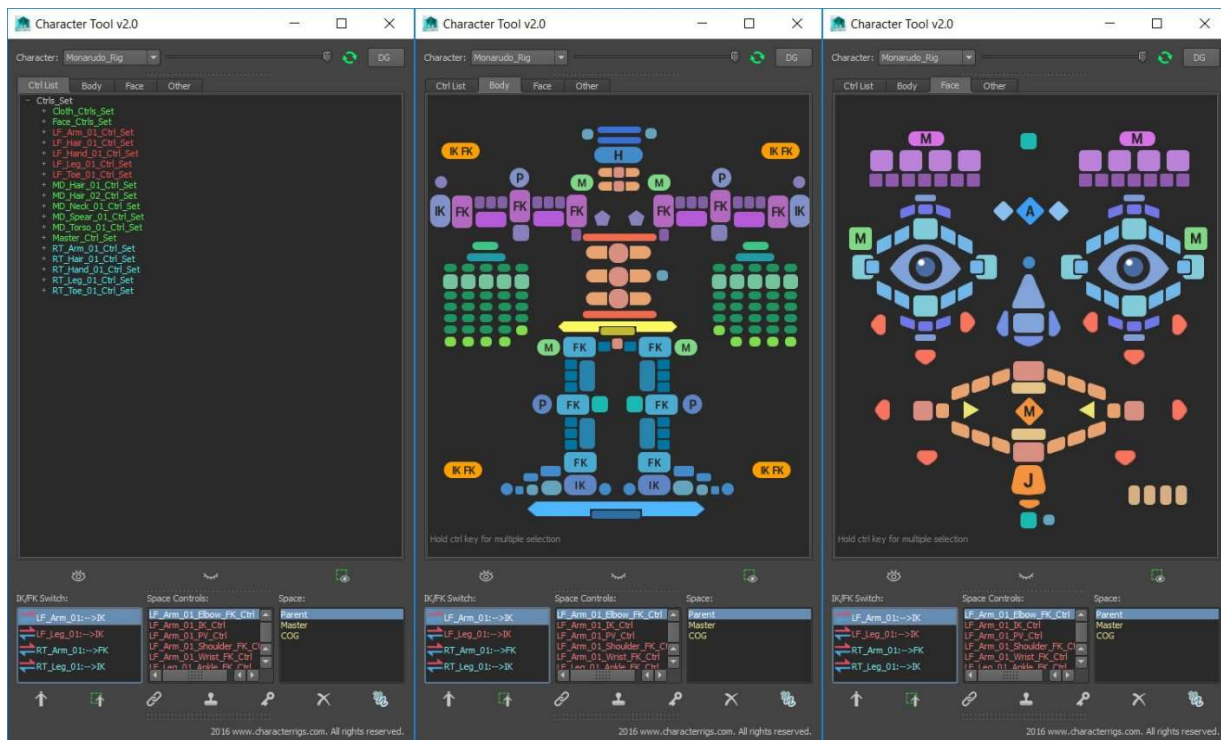 Character Tool v2.0
Character: Monarudo_Rig DG
Ctrl List Body Face Other
Ctrls_Set
Cloth_Ctrls_Set
Face_Ctrls_Set
LF_Arm_01_Ctrl_Set
LF_Hair_01_Ctrl_Set
LF_Hand_01_Ctrl_Set
LF_Leg_01_Ctrl_Set
LF_Toe_01_Ctrl_Set
MD_Hair_01_Ctrl_Set
MD_Hair_02_Ctrl_Set
MD_Neck_01_Ctrl_Set
MD_Spear_01_Ctrl_Set
MD_Torso_01_Ctrl_Set
Master_Ctrl_Set
RT_Arm_01_Ctrl_Set
RT_Hair_01_Ctrl_Set
RT_Hand_01_Ctrl_Set
RT_Leg_01_Ctrl_Set
RT_Toe_01_Ctrl_Set
IK/FK Switch: Space Controls: Space:
LF_Arm_01:-->IK LF_Arm_01_Elbow_FK_Ctrl Parent
LF_Leg_01:-->IK LF_Arm_01_IK_Ctrl Master
RT_Arm_01:-->FK LF_Arm_01_PV_Ctrl COG
RT_Leg_01:-->IK LF_Arm_01_Shoulder_FK_Ct
LF_Arm_01_Wrist_FK_Ctrl
LF_Leg_01_Ankle_FK_Ctrl
2016 www.characterrigs.com. All rights reserved.
Character Tool v2.0
Character: Monarudo_Rig DG
Ctrl List Body Face Other
IK FK H IK FK
P M M P
IK FK FK FK FK FK FK IK
M FK FK M
P FK FK P
FK FK
IK FK IK IK IK FK
Hold ctrl key for multiple selection
IK/FK Switch: Space Controls: Space:
LF_Arm_01:-->IK LF_Arm_01_Elbow_FK_Ctrl Parent
LF_Leg_01:-->IK LF_Arm_01_IK_Ctrl Master
RT_Arm_01:-->FK LF_Arm_01_PV_Ctrl COG
RT_Leg_01:-->IK LF_Arm_01_Shoulder_FK_Ct
LF_Arm_01_Wrist_FK_Ctrl
LF_Leg_01_Ankle_FK_Ctrl
2016 www.characterrigs.com. All rights reserved.
Character Tool v2.0
Character: Monarudo_Rig DG
Ctrl List Body Face Other
M M
A
M M
M
J
Hold ctrl key for multiple selection
IK/FK Switch: Space Controls: Space:
LF_Arm_01:-->IK LF_Arm_01_Elbow_FK_Ctrl Parent
LF_Leg_01:-->IK LF_Arm_01_IK_Ctrl Master
RT_Arm_01:-->FK LF_Arm_01_PV_Ctrl COG
RT_Leg_01:-->IK LF_Arm_01_Shoulder_FK_Ct
LF_Arm_01_Wrist_FK_Ctrl
LF_Leg_01_Ankle_FK_Ctrl
2016 www.characterrigs.com. All rights reserved.